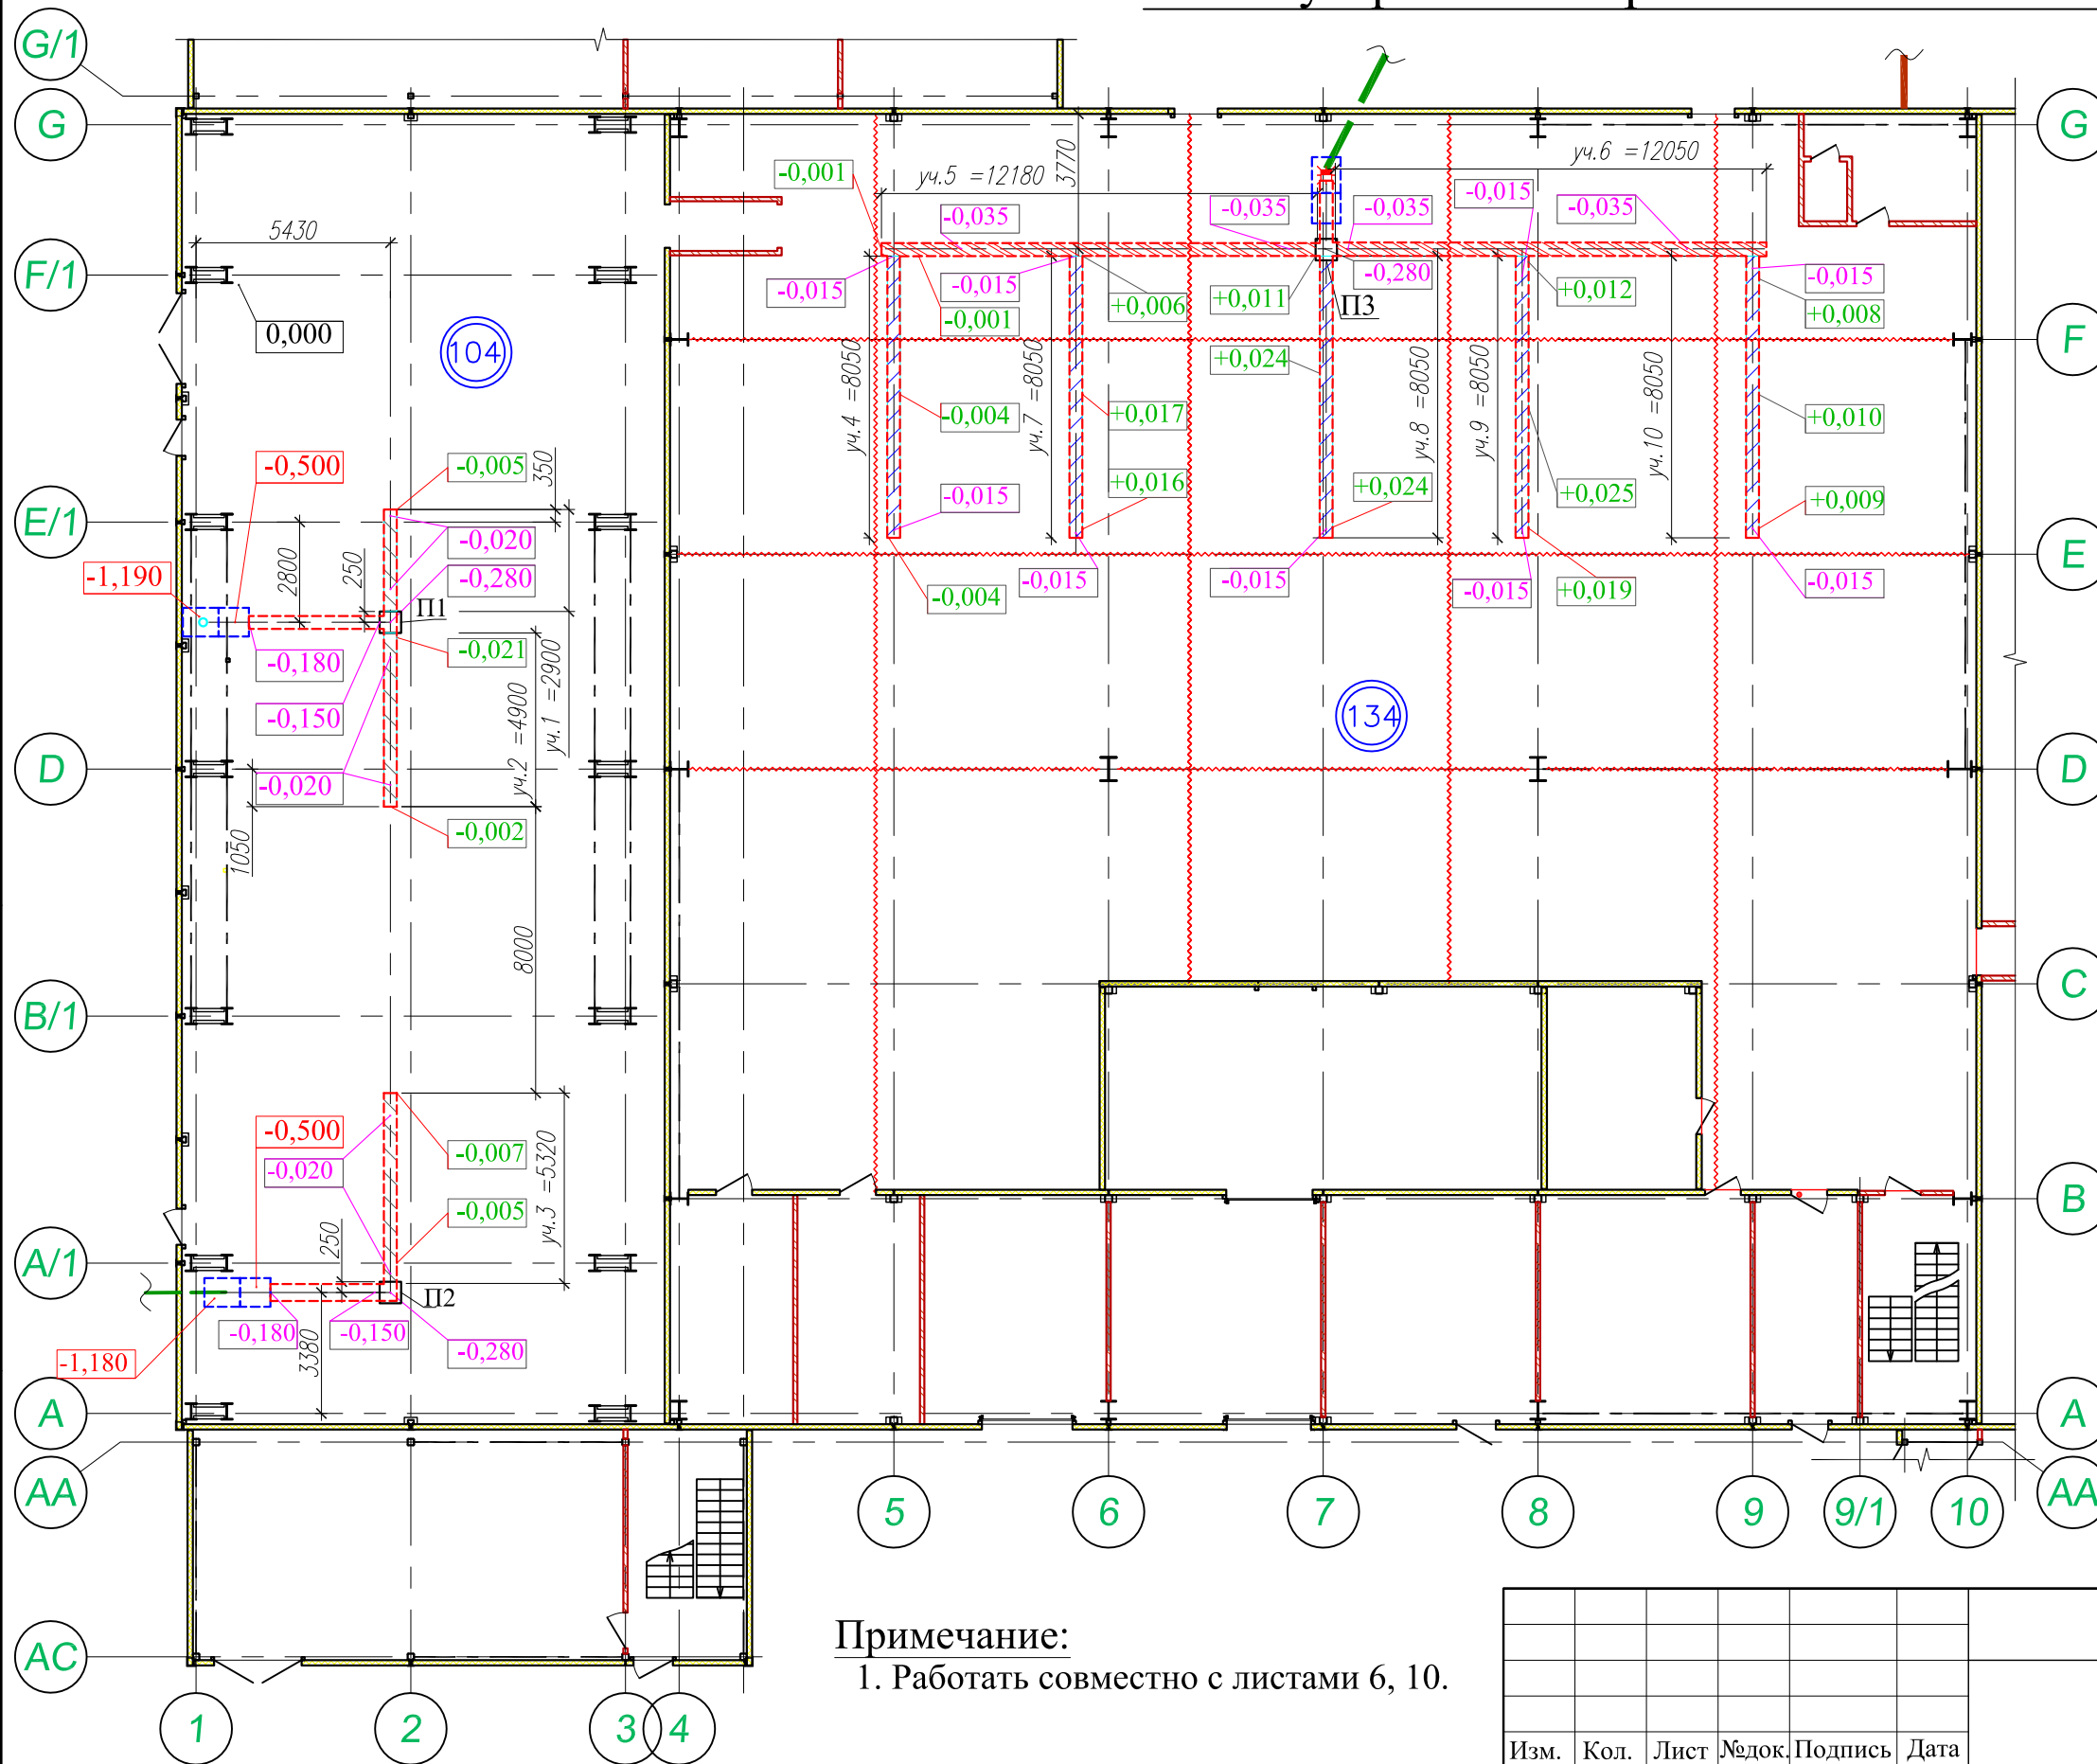 G/1
G
G
F/1
F
E/1
E
D
D
B/1
C
B
A/1
A
A
AA
AA
AC
5430
0,000
104
-0,001
уч.5 =12180
3770
уч.6 =12050
-0,035
-0,035
-0,035
-0,015
-0,035
-0,015
-0,015
-0,001
+0,006
+0,011
-0,280
П3
+0,012
-0,015
+0,008
+0,024
уч.4 =8050
уч.7 =8050
уч.8 =8050
уч.9 =8050
уч.10 =8050
-0,004
+0,017
+0,010
-0,500
-0,005
350
-0,015
+0,016
+0,024
+0,025
+0,009
2800
250
-0,020
-0,280
-1,190
П1
-0,004
-0,015
-0,015
-0,015
+0,019
-0,015
-0,180
-0,021
-0,150
уч.2 =4900
уч.1 =2900
134
-0,020
-0,002
1050
8000
-0,500
-0,020
-0,007
-0,005
уч.3 =5320
250
П2
-0,180
-0,150
-0,280
3380
-1,180
5
6
7
8
9
9/1
10
1
2
3
4
Примечание:
1. Работать совместно с листами 6, 10.
Изм. Кол. Лист №док. Подпись Дата